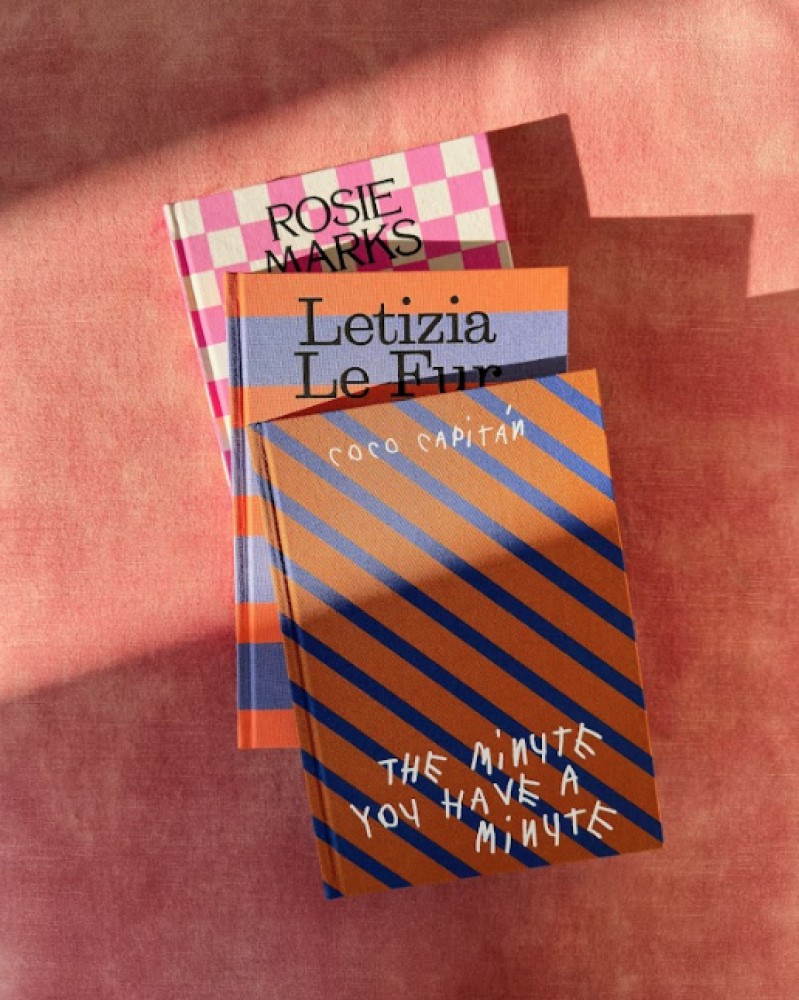 ROSIE
MARKS
Letizia
Le Fur
COCO CAPITÁN
THE MiNUTE
YOU HAVE A
MiNUTE